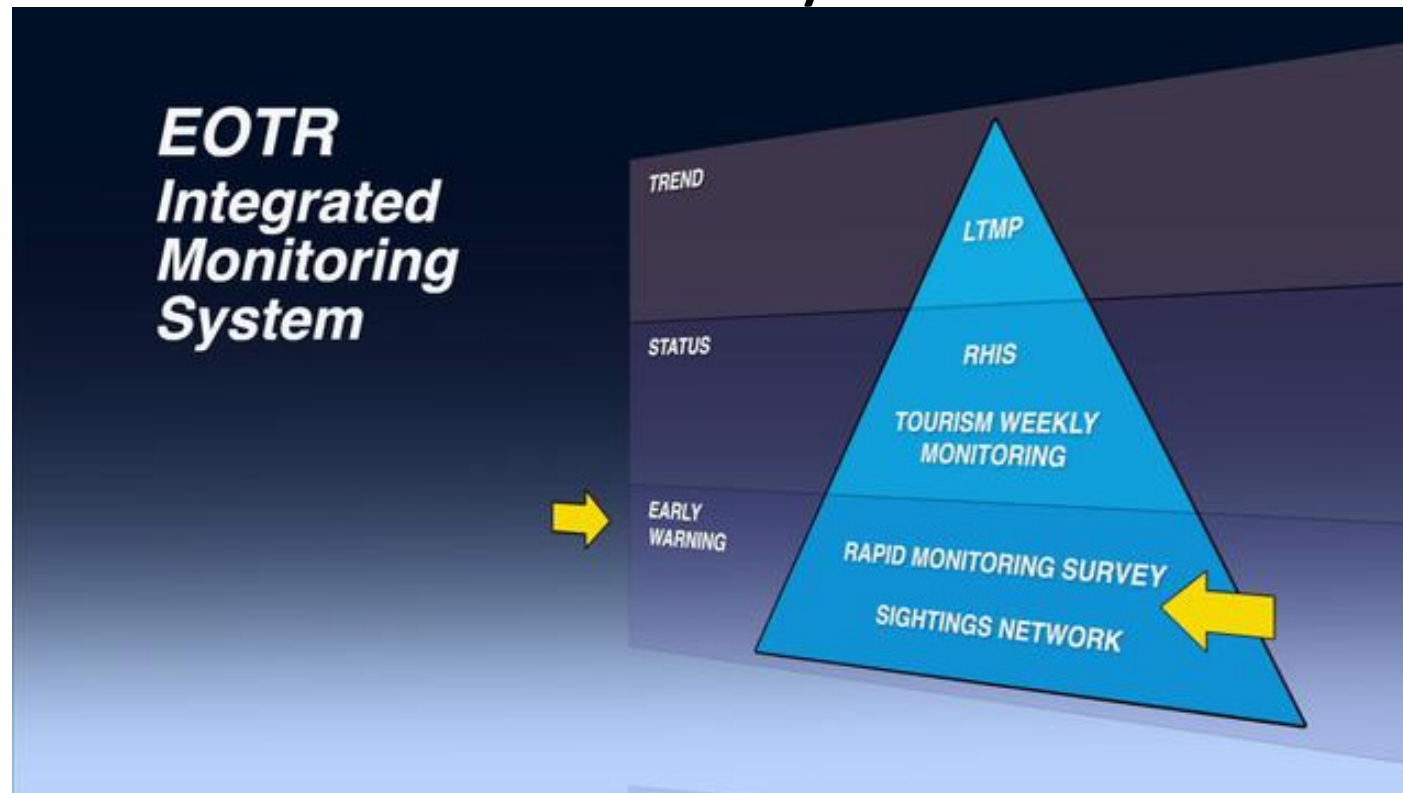 EOTR
Integrated
Monitoring
System
TREND
LTMP
STATUS
RHIS
TOURISM WEEKLY
MONITORING
EARLY
WARNING
RAPID MONITORING SURVEY
SIGHTINGS NETWORK